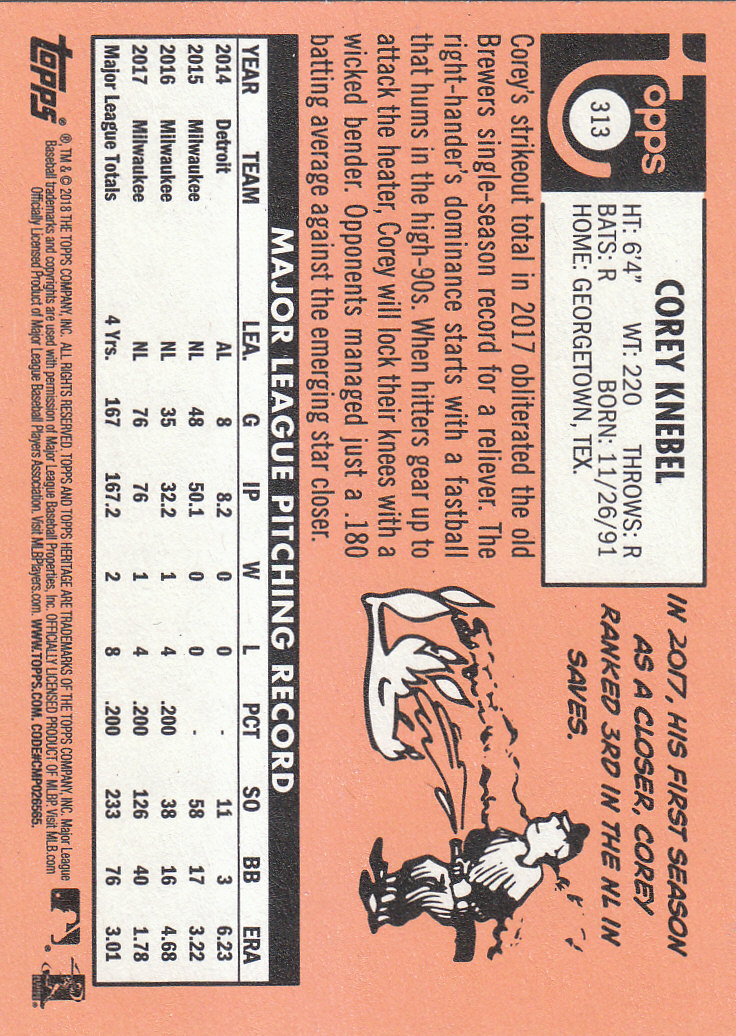 topps
313
COREY KNEBEL
HT: 6'4" WT: 220 THROWS: R
BATS: R BORN: 11/26/91
HOME: GEORGETOWN, TEX.
Corey's strikeout total in 2017 obliterated the old
Brewers single-season record for a reliever. The
right-hander's dominance starts with a fastball
that hums in the high-90s. When hitters gear up to
attack the heater, Corey will lock their knees with a
wicked bender. Opponents managed just a .180
batting average against the emerging star closer.
IN 2017, HIS FIRST SEASON
AS A CLOSER, COREY
RANKED 3RD IN THE NL IN
SAVES.
MAJOR LEAGUE PITCHING RECORD
YEAR TEAM LEA. G IP W L PCT SO BB ERA
2014 Detroit AL 8 8.2 0 0 - 11 3 6.23
2015 Milwaukee NL 48 50.1 0 0 - 58 17 3.22
2016 Milwaukee NL 35 32.2 1 4 .200 38 16 4.68
2017 Milwaukee NL 76 76 1 4 .200 126 40 1.78
Major League Totals 4 Yrs. 167 167.2 2 8 .200 233 76 3.01
topps®
®, TM & © 2018 THE TOPPS COMPANY, INC. ALL RIGHTS RESERVED. TOPPS AND TOPPS HERITAGE ARE TRADEMARKS OF THE TOPPS COMPANY, INC. Major League
Baseball trademarks and copyrights are used with permission of Major League Baseball Properties, Inc. OFFICIALLY LICENSED PRODUCT OF MLBP. Visit MLB.com
Officially Licensed Product of Major League Baseball Players Association. Visit MLBPlayers.com. WWW.TOPPS.COM. CODE#CMP026565.